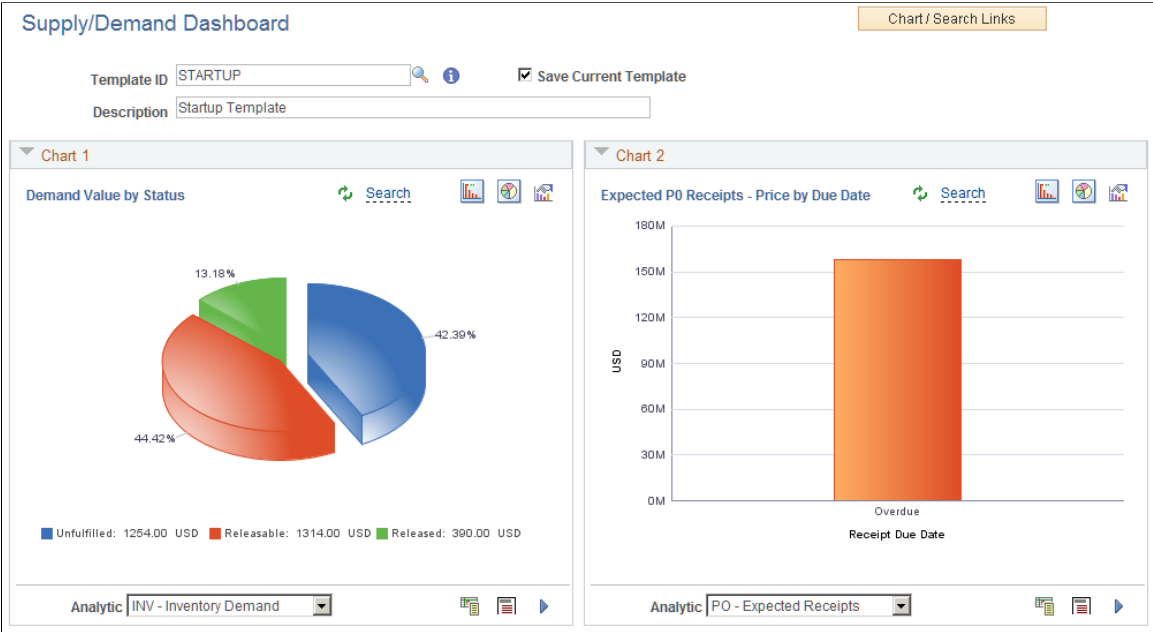 Supply/Demand Dashboard
Chart / Search Links
Template ID STARTUP
Save Current Template
Description Startup Template
Chart 1
Demand Value by Status
Search
13.18%
42.39%
44.42%
Unfulfilled: 1254.00 USD Releasable: 1314.00 USD Released: 390.00 USD
Analytic INV - Inventory Demand
Chart 2
Expected P0 Receipts - Price by Due Date
Search
180M
150M
120M
90M
60M
30M
0M
USD
Overdue
Receipt Due Date
Analytic PO - Expected Receipts